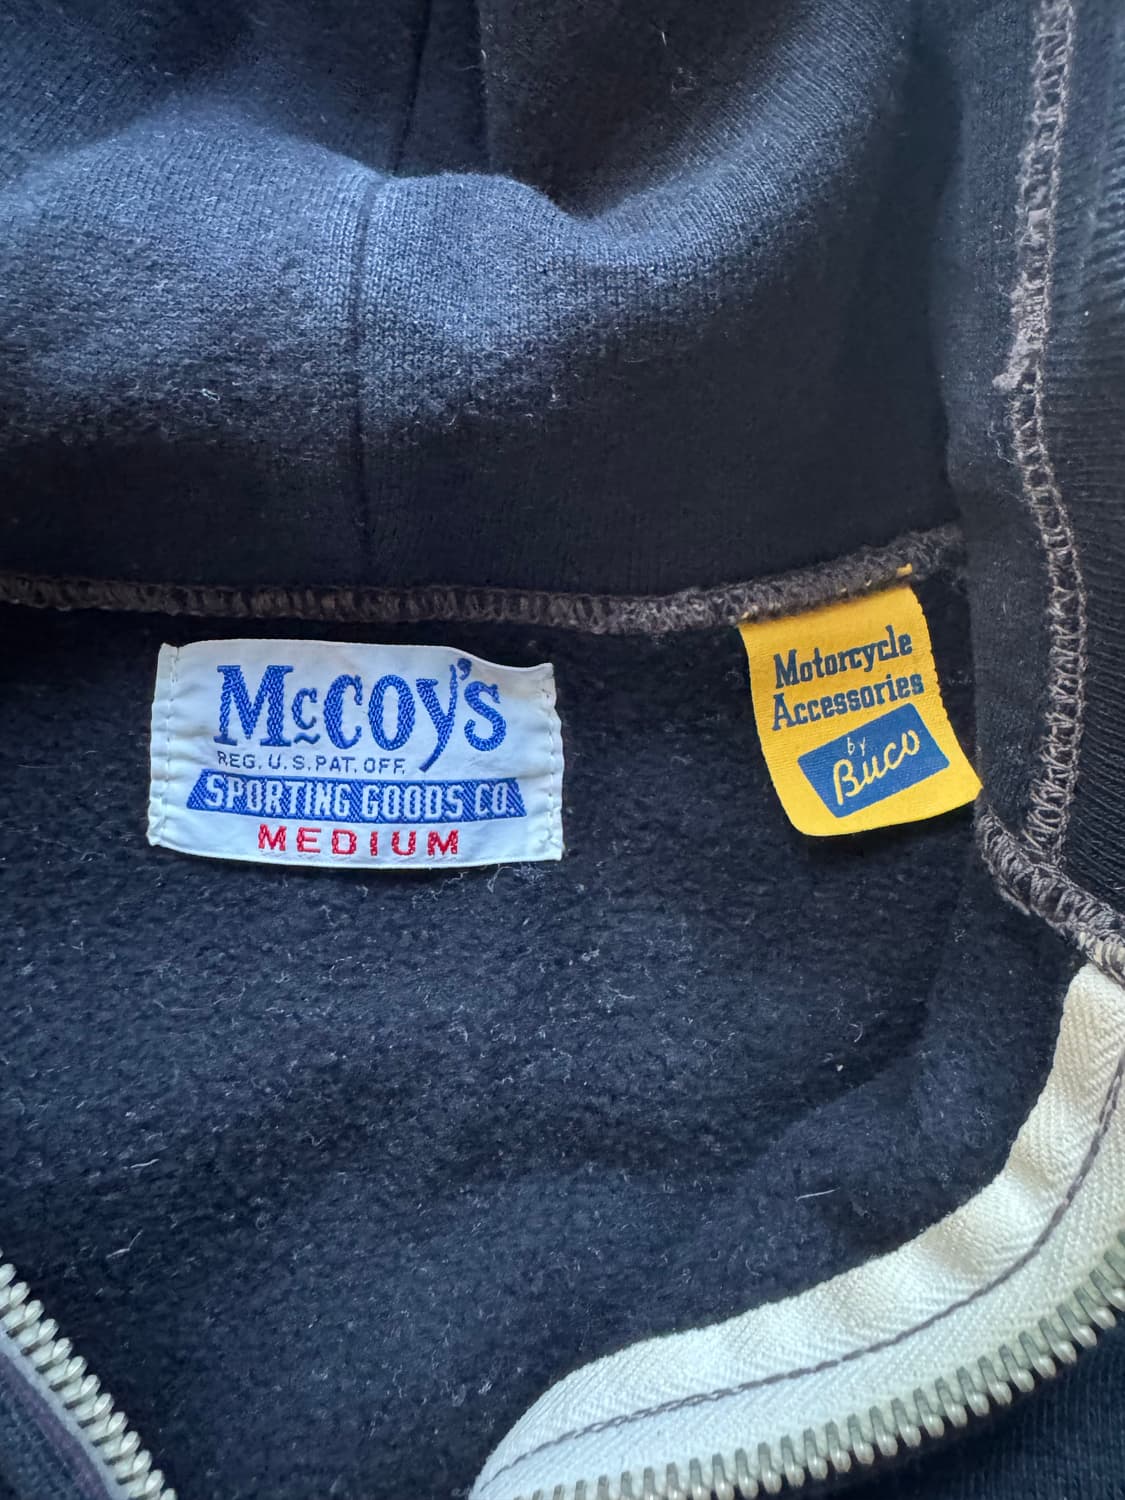 McCOy's
REG. U.S. PAT. OFF.
SPORTING GOODS CO.
MEDIUM
Motorcycle
Accessories
by
Buco